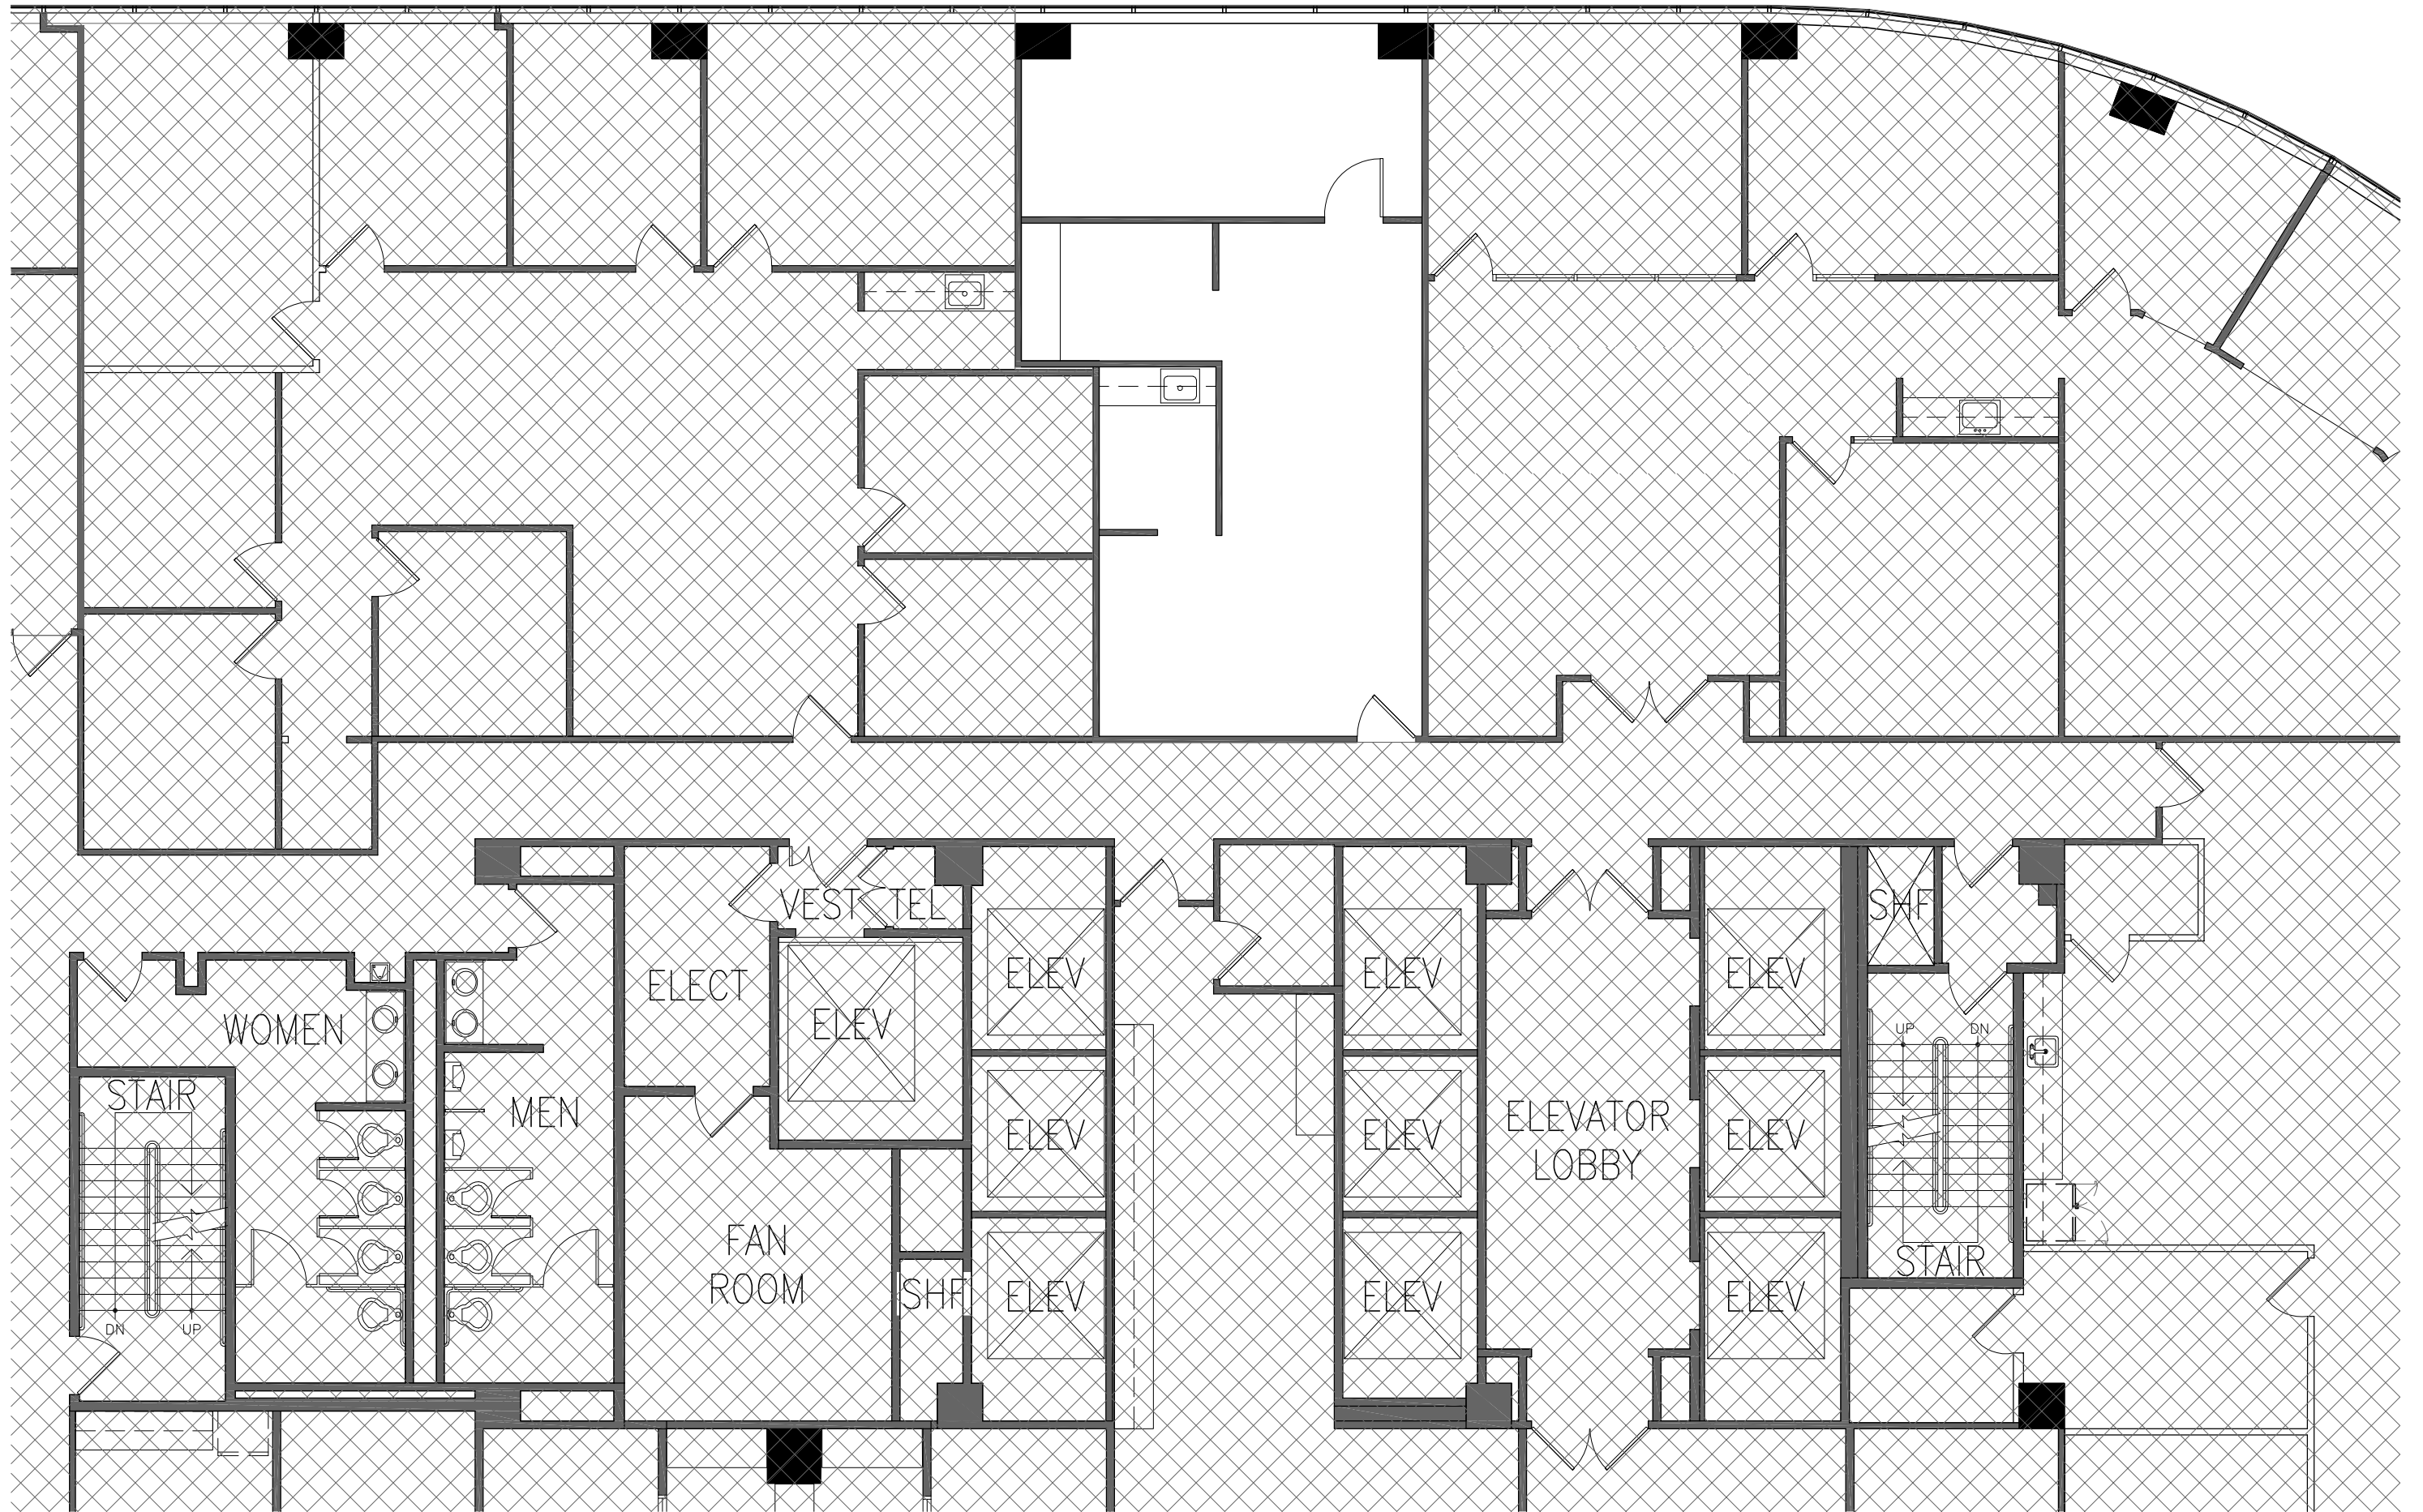 VEST
TEL
SHF
ELECT
ELEV
ELEV
ELEV
ELEV
ELEV
WOMEN
UP
DN
STAIR
MEN
ELEV
ELEV
ELEV
ELEVATOR
LOBBY
FAN
ROOM
SHF
ELEV
ELEV
ELEV
STAIR
DN
UP